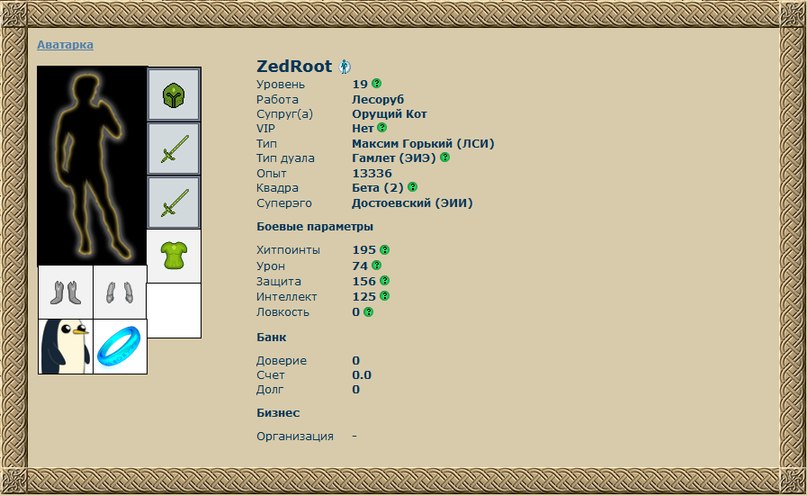 Аватарка
ZedRoot
Уровень 19
Работа Лесоруб
Супруг(а) Орущий Кот
VIP Нет
Тип Максим Горький (ЛСИ)
Тип дуала Гамлет (ЭИЭ)
Опыт 13336
Квадра Бета (2)
Суперэго Достоевский (ЭИИ)
Боевые параметры
Хитпоинты 195
Урон 74
Защита 156
Интеллект 125
Ловкость 0
Банк
Доверие 0
Счет 0.0
Долг 0
Бизнес
Организация -